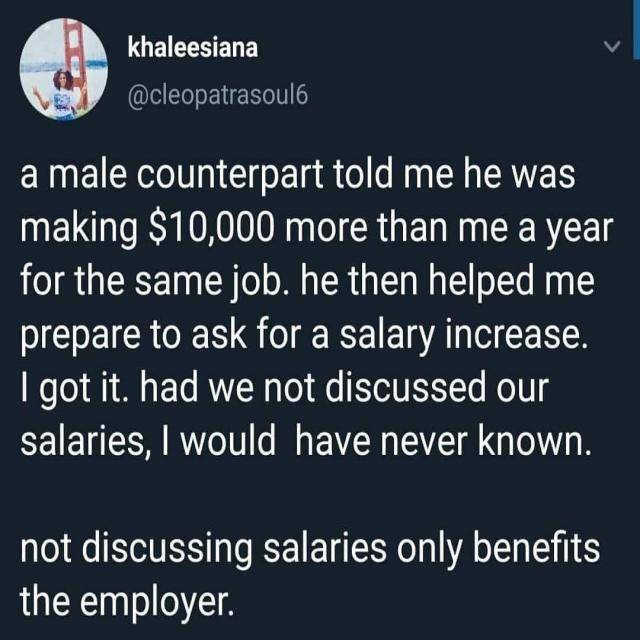 khaleesiana
@cleopatrasoul6
a male counterpart told me he was
making $10,000 more than me a year
for the same job. he then helped me
prepare to ask for a salary increase.
I got it. had we not discussed our
salaries, I would  have never known.
not discussing salaries only benefits
the employer.